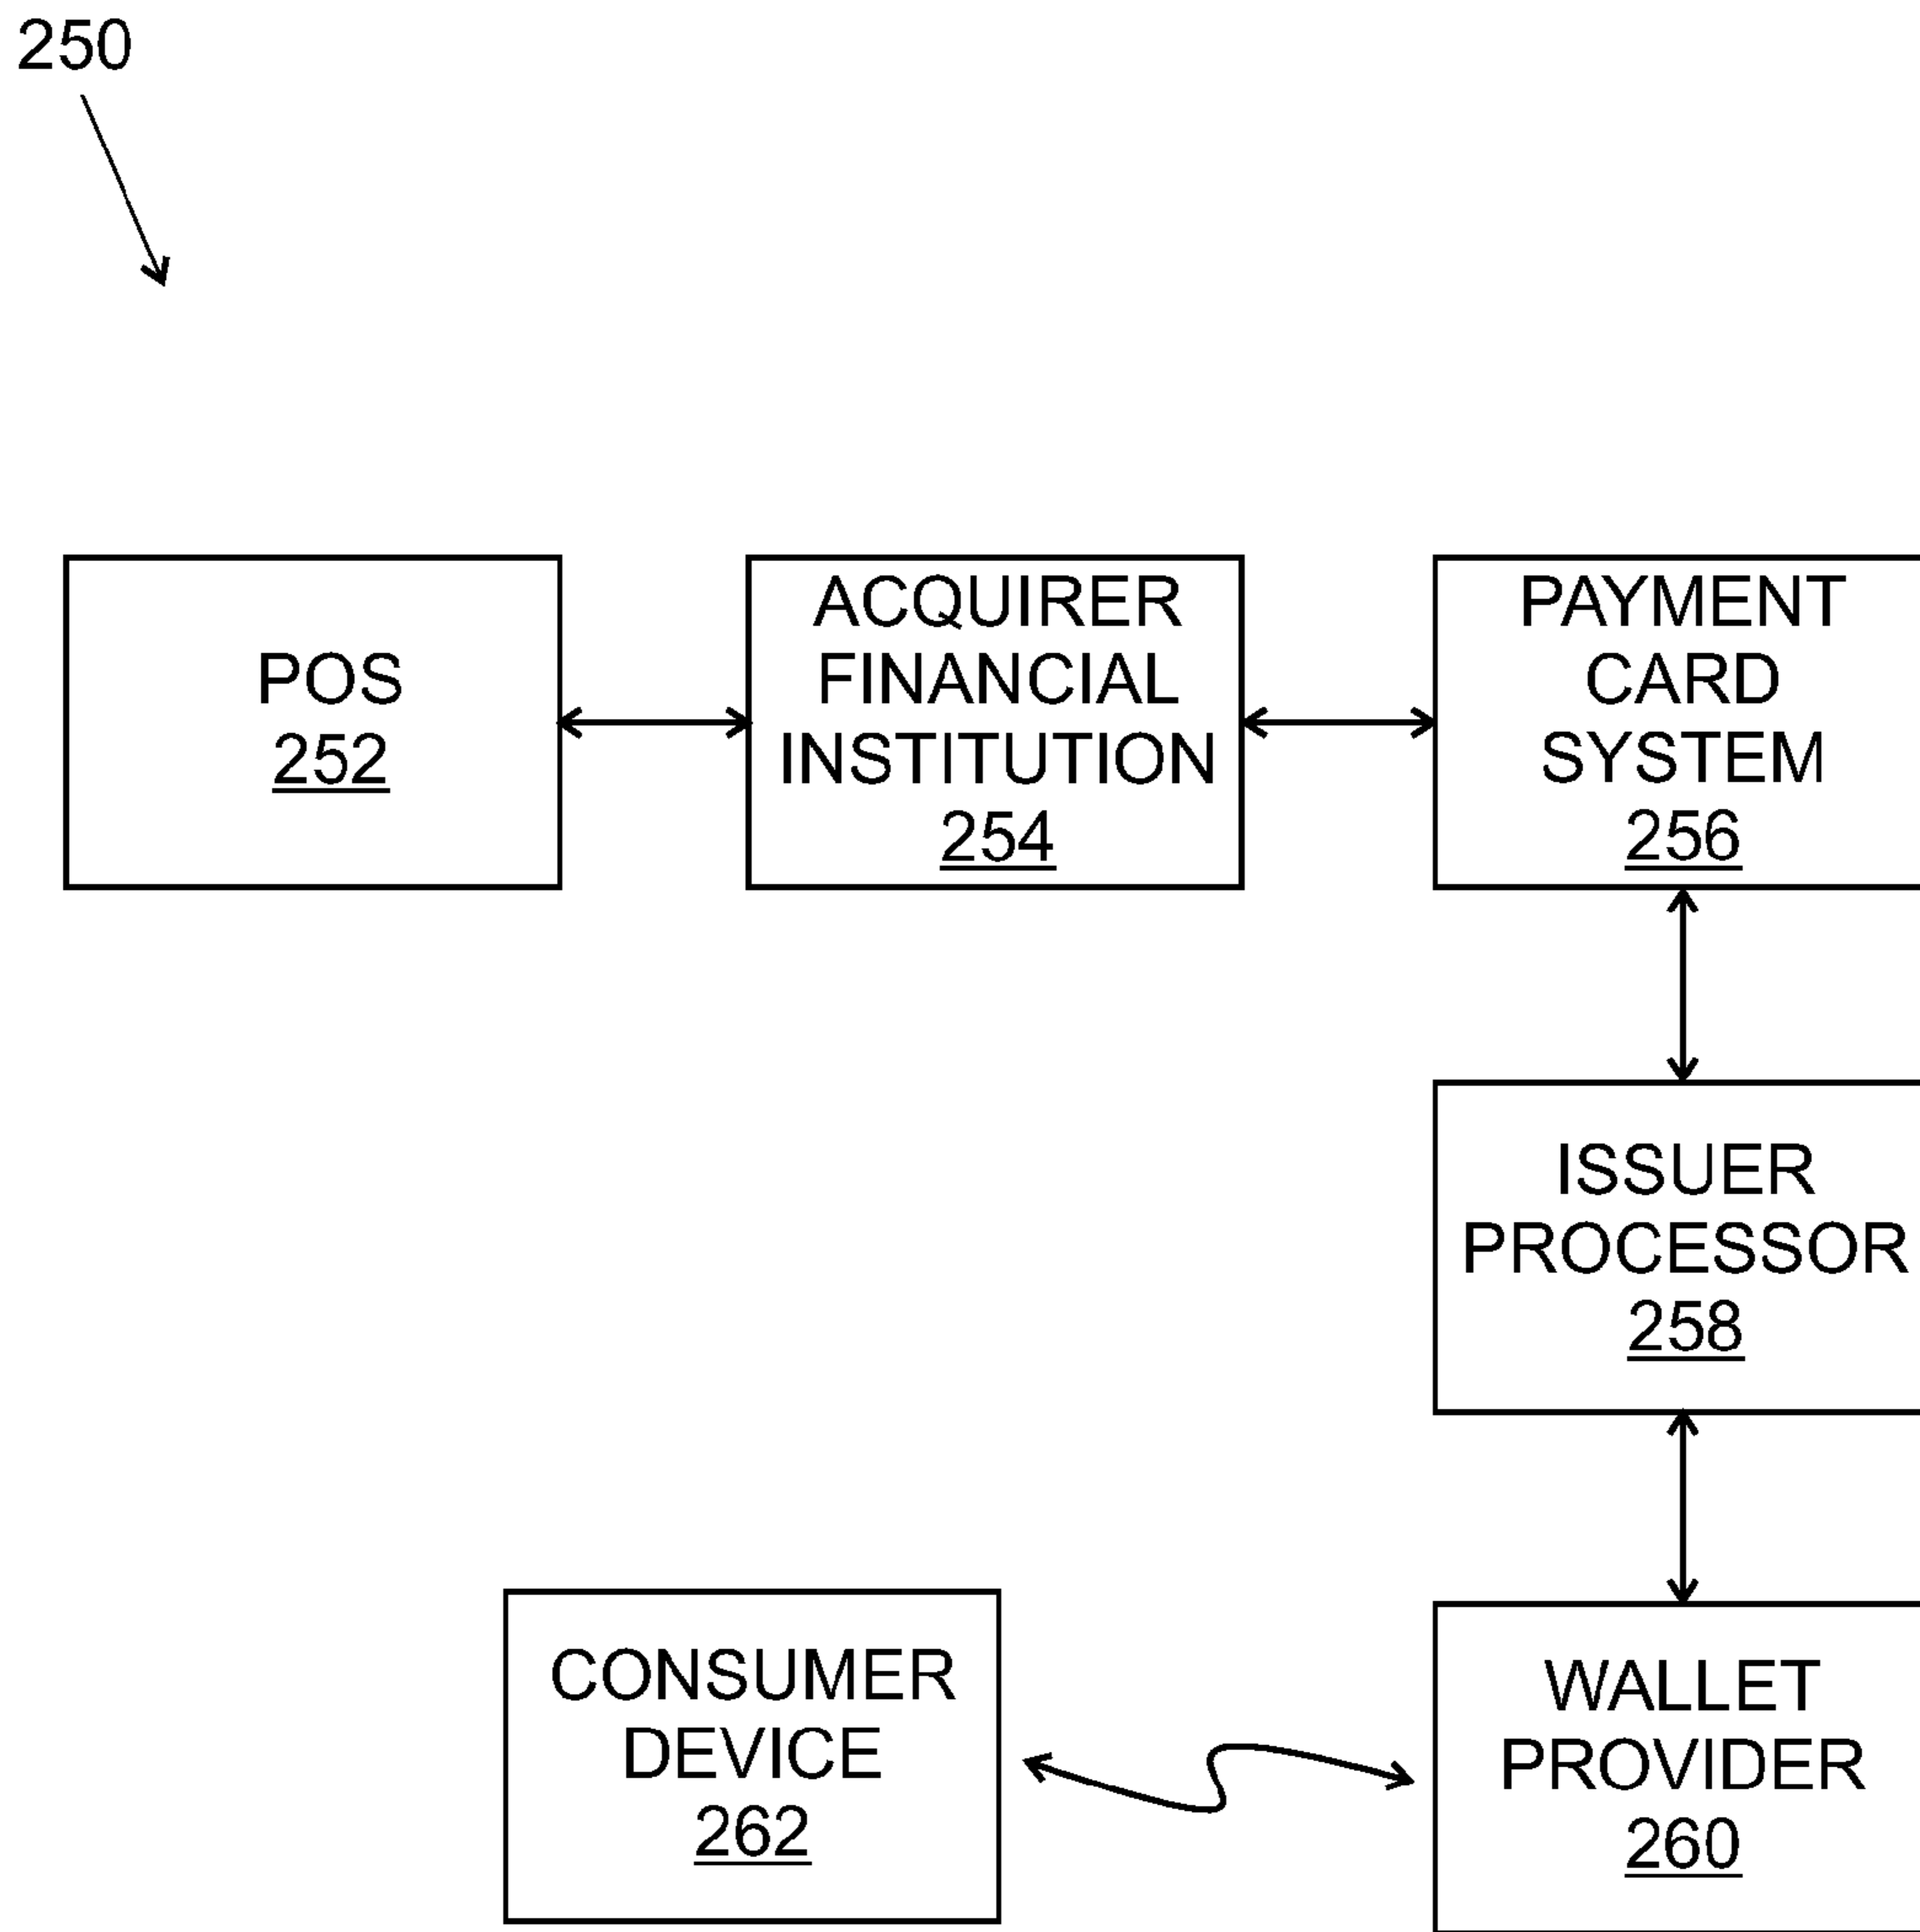 250
POS
252
ACQUIRER
FINANCIAL
INSTITUTION
254
PAYMENT
CARD
SYSTEM
256
ISSUER
PROCESSOR
258
CONSUMER
DEVICE
262
WALLET
PROVIDER
260